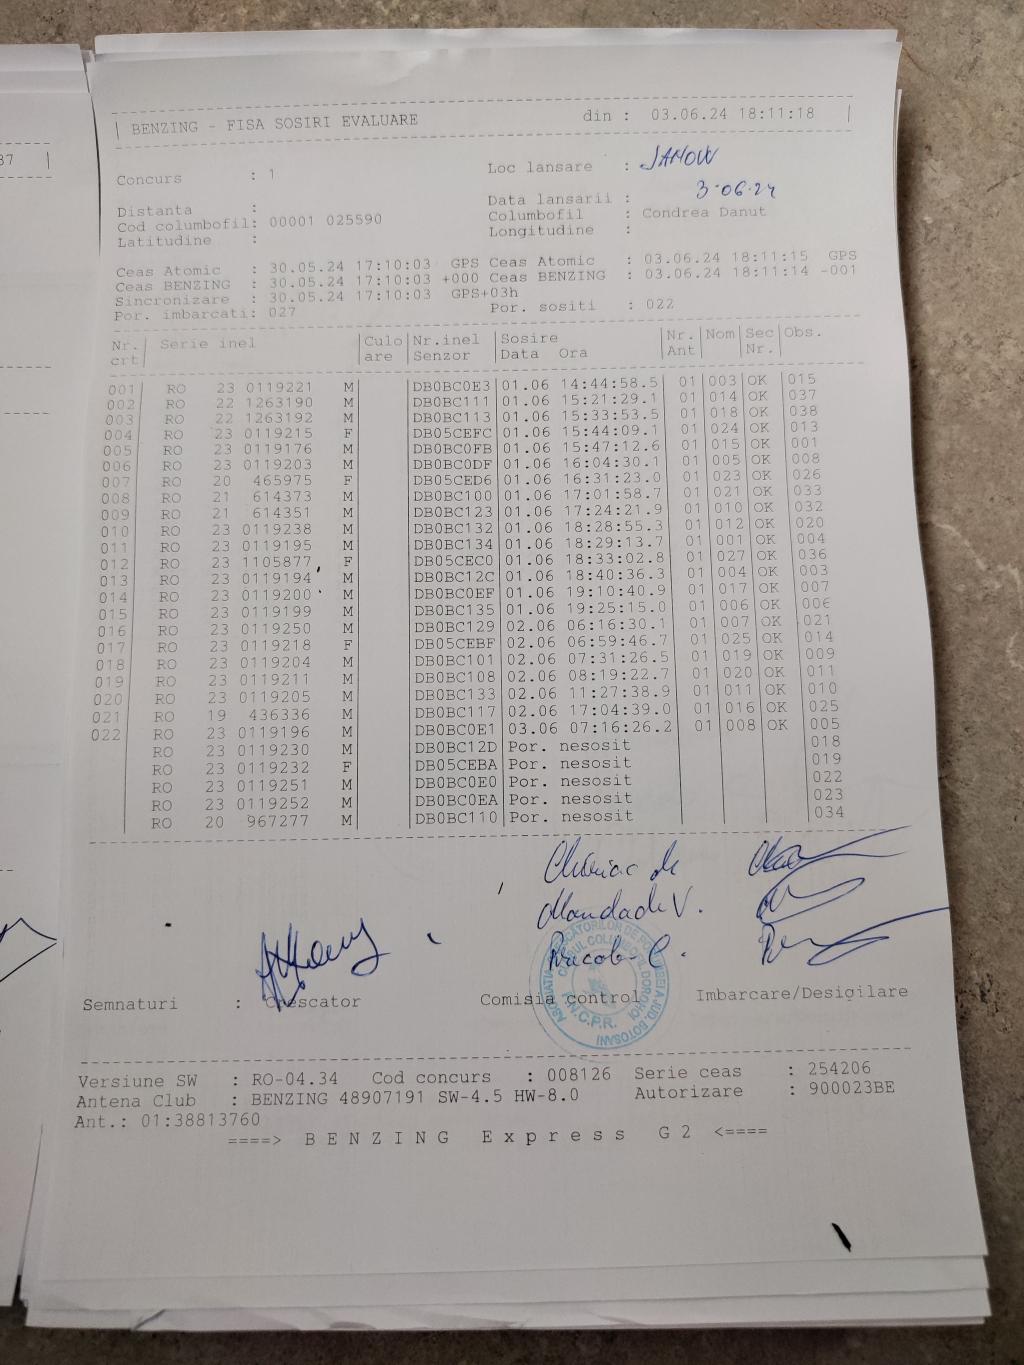 37 |
| BENZING - FISA SOSIRI EVALUARE din : 03.06.24 18:11:18 |
Concurs : 1 Loc lansare : JANOW
Data lansarii : 3.06.24
Distanta :
Cod columbofil: 00001 025590 Columbofil : Condrea Danut
Latitudine : Longitudine :
Ceas Atomic : 30.05.24 17:10:03 GPS Ceas Atomic : 03.06.24 18:11:15 GPS
Ceas BENZING : 30.05.24 17:10:03 +000 Ceas BENZING : 03.06.24 18:11:14 -001
Sincronizare : 30.05.24 17:10:03 GPS+03h
Por. imbarcati: 027 Por. sositi : 022
Nr. | Serie inel |Culo |Nr.inel |Sosire |Nr. |Nom|Sec |Obs.
crt| |are |Senzor |Data Ora |Ant | |Nr. |
001 RO 23 0119221 M DB0BC0E3 01.06 14:44:58.5 01 003 OK 015
002 RO 22 1263190 M DB0BC111 01.06 15:21:29.1 01 014 OK 037
003 RO 22 1263192 M DB0BC113 01.06 15:33:53.5 01 018 OK 038
004 RO 23 0119215 F DB05CEFC 01.06 15:44:09.1 01 024 OK 013
005 RO 23 0119176 M DB0BC0FB 01.06 15:47:12.6 01 015 OK 001
006 RO 23 0119203 M DB0BC0DF 01.06 16:04:30.1 01 005 OK 008
007 RO 20 465975 F DB05CED6 01.06 16:31:23.0 01 023 OK 026
008 RO 21 614373 M DB0BC100 01.06 17:01:58.7 01 021 OK 033
009 RO 21 614351 M DB0BC123 01.06 17:24:21.9 01 010 OK 032
010 RO 23 0119238 M DB0BC132 01.06 18:28:55.3 01 012 OK 020
011 RO 23 0119195 M DB0BC134 01.06 18:29:13.7 01 001 OK 004
012 RO 23 1105877 F DB05CEC0 01.06 18:33:02.8 01 027 OK 036
013 RO 23 0119194 M DB0BC12C 01.06 18:40:36.3 01 004 OK 003
014 RO 23 0119200 M DB0BC0EF 01.06 19:10:40.9 01 017 OK 007
015 RO 23 0119199 M DB0BC135 01.06 19:25:15.0 01 006 OK 006
016 RO 23 0119250 M DB0BC129 02.06 06:16:30.1 01 007 OK 021
017 RO 23 0119218 F DB05CEBF 02.06 06:59:46.7 01 025 OK 014
018 RO 23 0119204 M DB0BC101 02.06 07:31:26.5 01 019 OK 009
019 RO 23 0119211 M DB0BC108 02.06 08:19:22.7 01 020 OK 011
020 RO 23 0119205 M DB0BC133 02.06 11:27:38.9 01 011 OK 010
021 RO 19 436336 M DB0BC117 02.06 17:04:39.0 01 016 OK 025
022 RO 23 0119196 M DB0BC0E1 03.06 07:16:26.2 01 008 OK 005
RO 23 0119230 M DB0BC12D Por. nesosit 018
RO 23 0119232 F DB05CEBA Por. nesosit 019
RO 23 0119251 M DB0BC0E0 Por. nesosit 022
RO 23 0119252 M DB0BC0EA Por. nesosit 023
RO 20 967277 M DB0BC110 Por. nesosit 034
V.
C.
Semnaturi : Crescator Comisia control Imbarcare/Desigilare
N.C.P.R.
Versiune SW : RO-04.34 Cod concurs : 008126 Serie ceas : 254206
Antena Club : BENZING 48907191 SW-4.5 HW-8.0 Autorizare : 900023BE
Ant.: 01:38813760
====> B E N Z I N G E x p r e s s G 2 <====